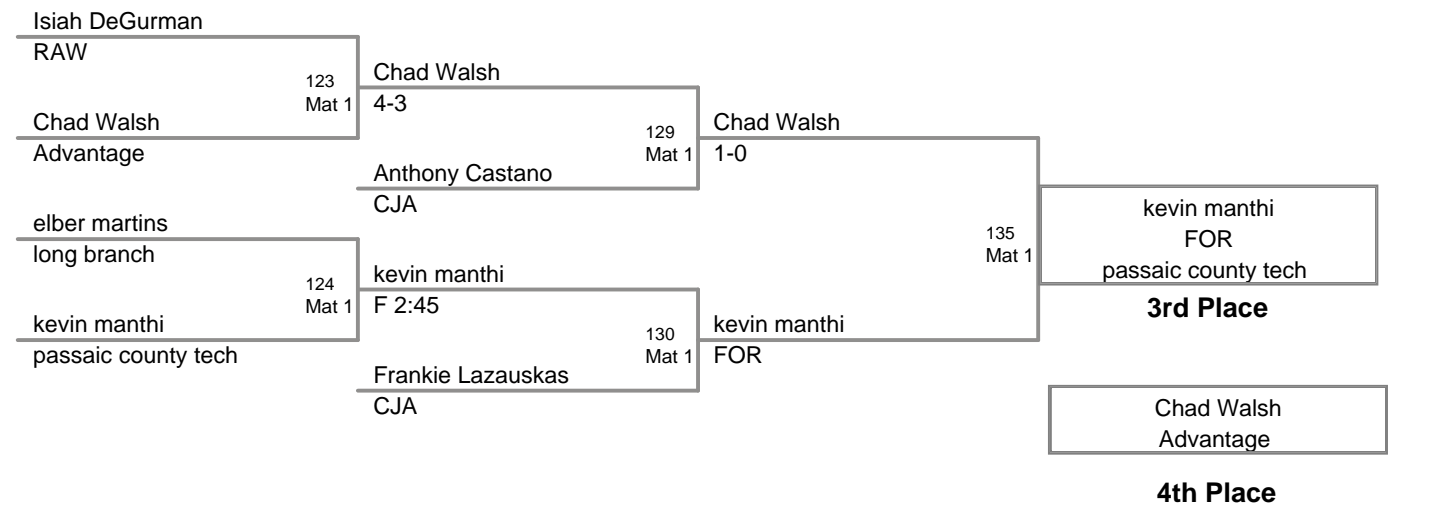 Isiah DeGurman
RAW
123
Mat 1
Chad Walsh
4-3
Chad Walsh
Advantage
129
Mat 1
Chad Walsh
1-0
Anthony Castano
CJA
elber martins
long branch
124
Mat 1
kevin manthi
F 2:45
kevin manthi
passaic county tech
130
Mat 1
kevin manthi
FOR
Frankie Lazauskas
CJA
135
Mat 1
kevin manthi
FOR
passaic county tech
3rd Place
Chad Walsh
Advantage
4th Place